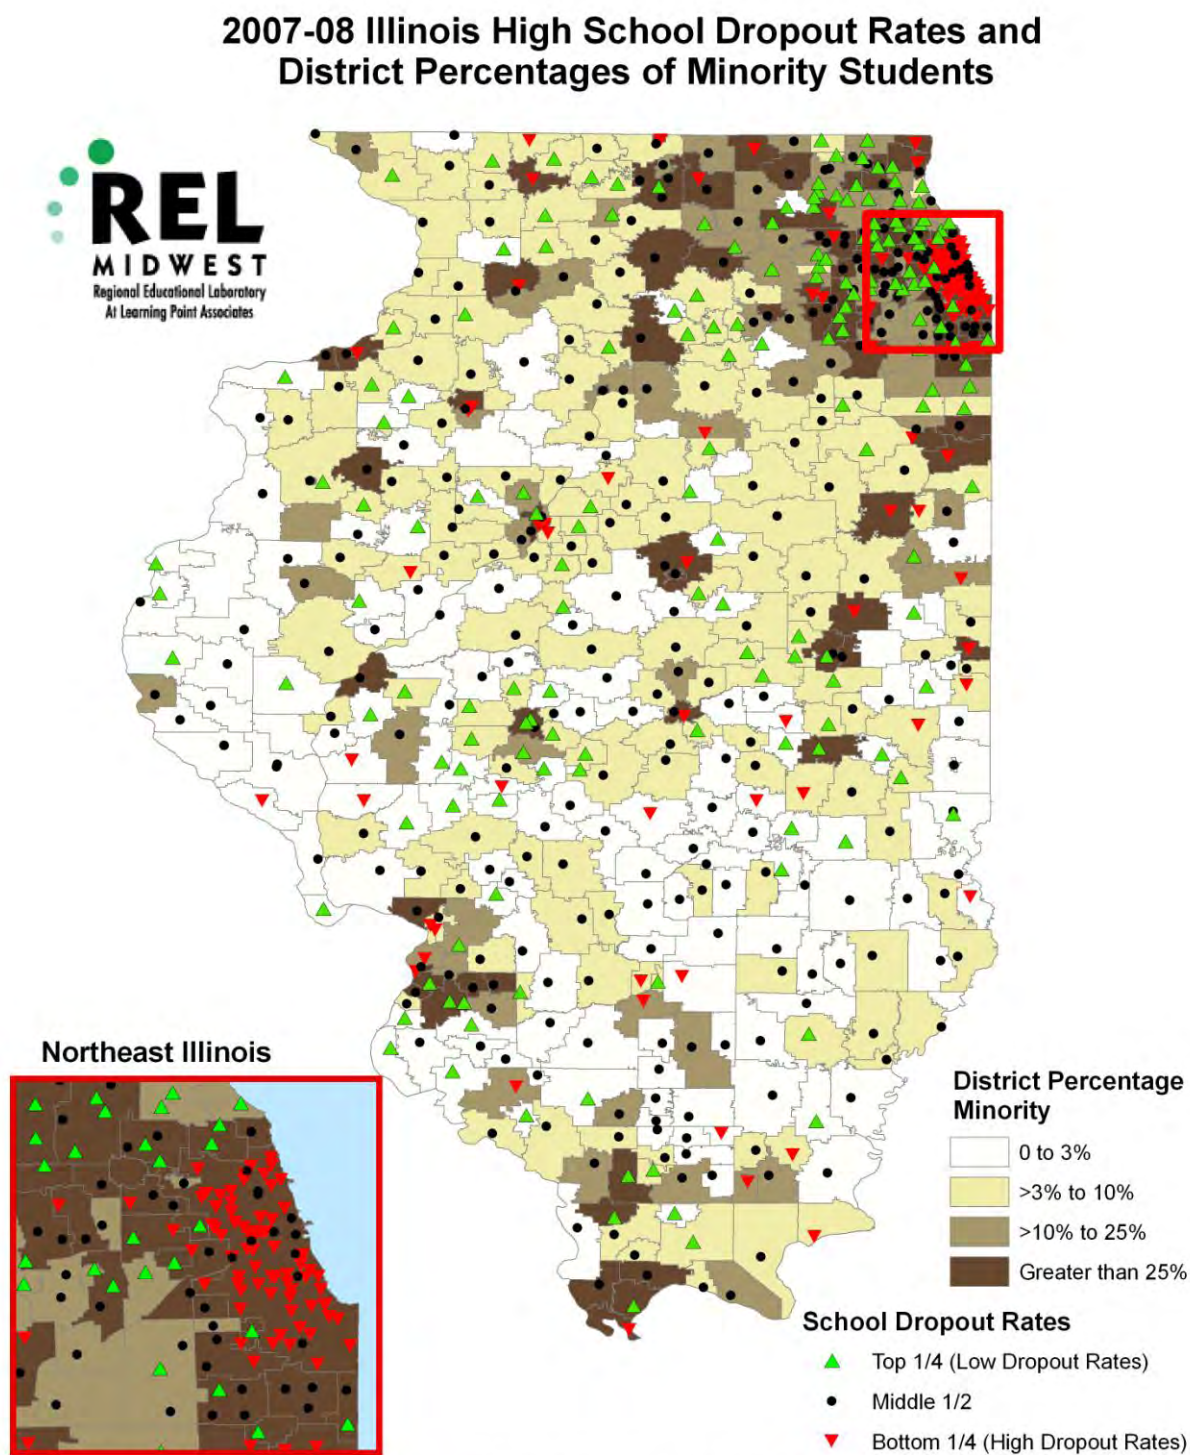 2007-08 Illinois High School Dropout Rates and
District Percentages of Minority Students
REL
MIDWEST
Regional Educational Laboratory
At Learning Point Associates
Northeast Illinois
District Percentage
Minority
0 to 3%
>3% to 10%
>10% to 25%
Greater than 25%
School Dropout Rates
Top 1/4 (Low Dropout Rates)
Middle 1/2
Bottom 1/4 (High Dropout Rates)